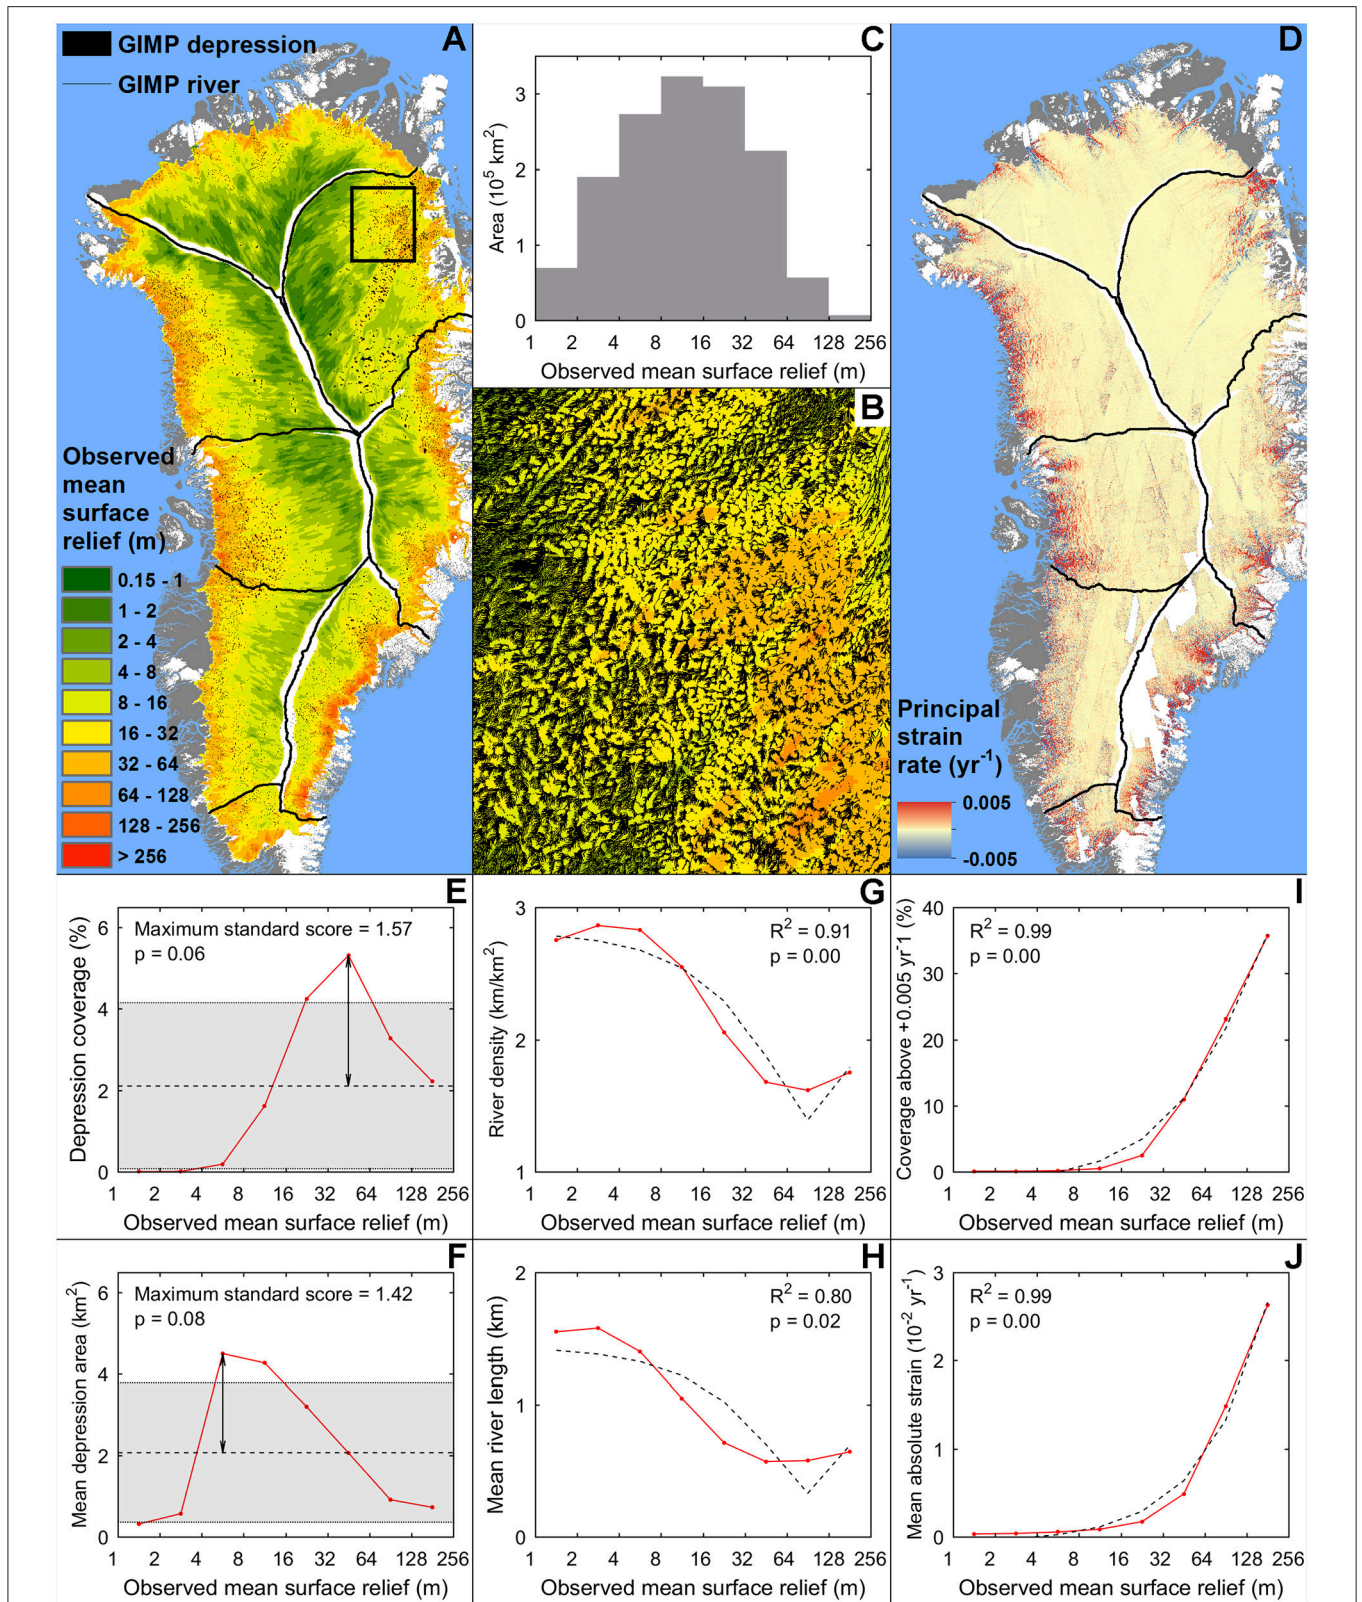 A
GIMP depression
GIMP river
Observed
mean
surface
relief (m)
0.15 - 1
1 - 2
2 - 4
4 - 8
8 - 16
16 - 32
32 - 64
64 - 128
128 - 256
> 256
C
Area (10⁵ km²)
3
2
1
0
1 2 4 8 16 32 64 128 256
Observed mean surface relief (m)
B
D
Principal
strain
rate (yr⁻¹)
0.005
-0.005
E
Depression coverage (%)
Maximum standard score = 1.57
p = 0.06
6
4
2
0
1 2 4 8 16 32 64 128 256
Observed mean surface relief (m)
G
River density (km/km²)
R² = 0.91
p = 0.00
3
2
1
1 2 4 8 16 32 64 128 256
Observed mean surface relief (m)
I
Coverage above +0.005 yr-1 (%)
R² = 0.99
p = 0.00
40
30
20
10
0
1 2 4 8 16 32 64 128 256
Observed mean surface relief (m)
F
Mean depression area (km²)
Maximum standard score = 1.42
p = 0.08
6
4
2
0
1 2 4 8 16 32 64 128 256
Observed mean surface relief (m)
H
Mean river length (km)
R² = 0.80
p = 0.02
2
1
0
1 2 4 8 16 32 64 128 256
Observed mean surface relief (m)
J
Mean absolute strain (10⁻² yr⁻¹)
R² = 0.99
p = 0.00
3
2
1
0
1 2 4 8 16 32 64 128 256
Observed mean surface relief (m)